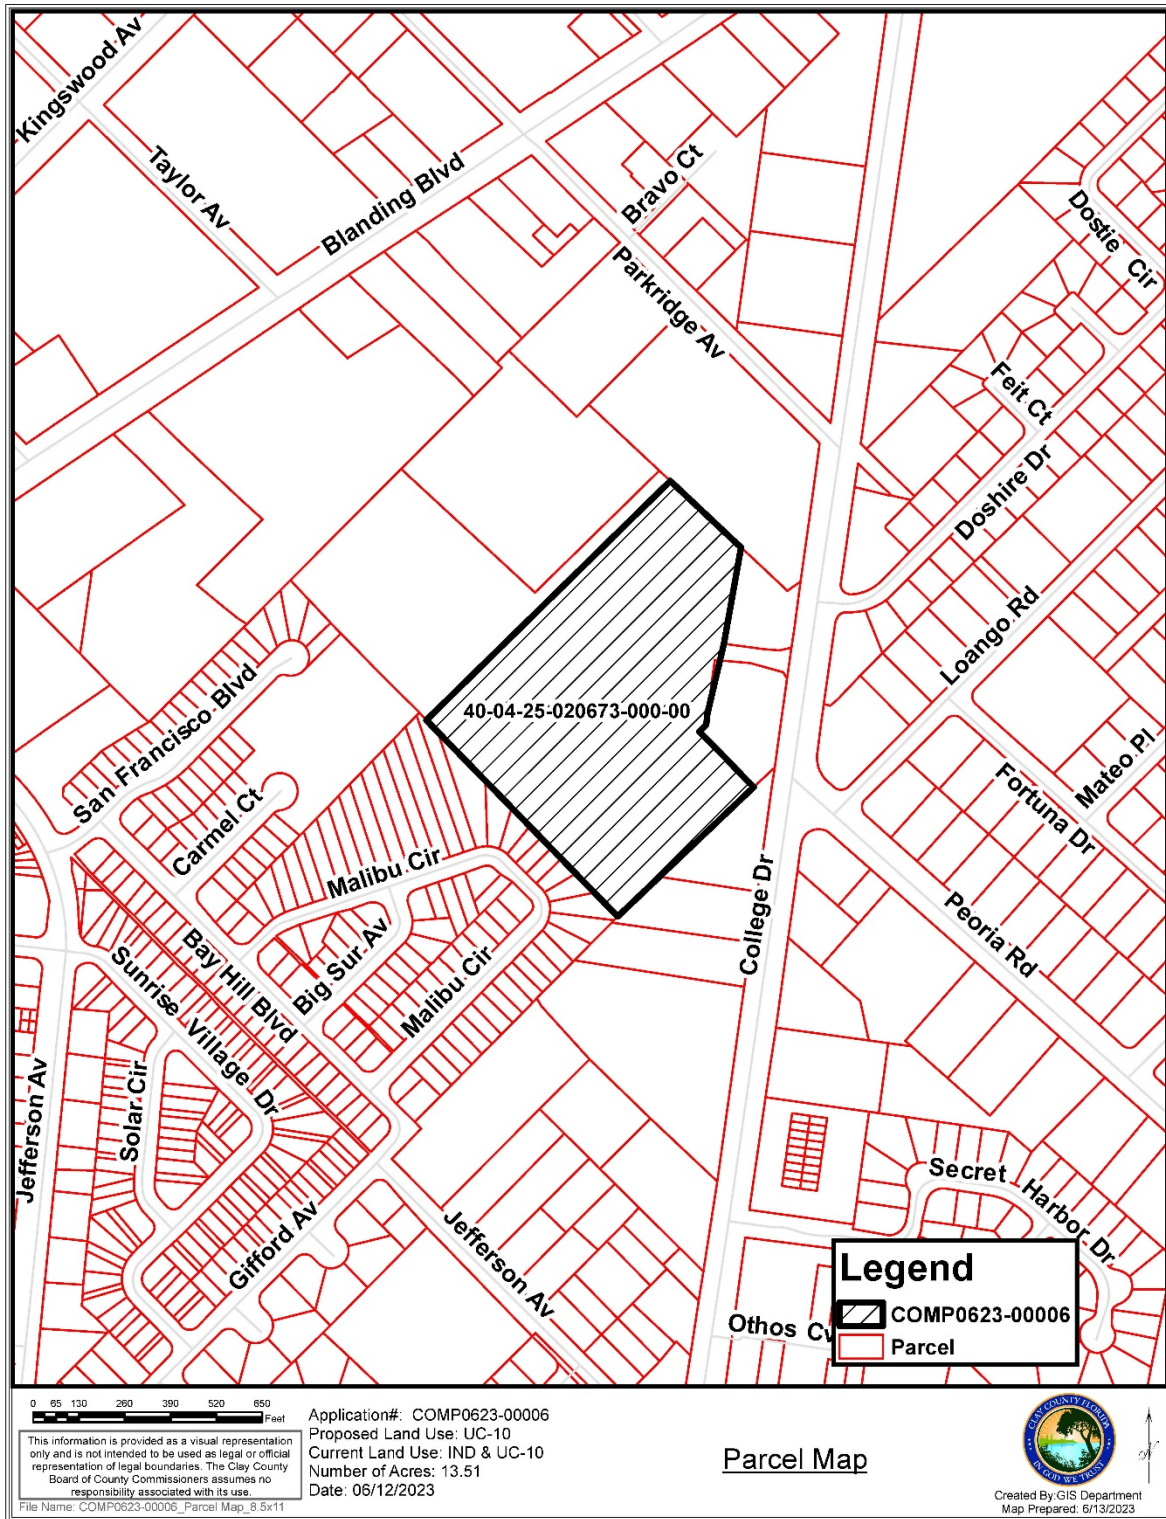 Kingswood Av
Taylor Av
Blanding Blvd
Bravo Ct
Parkridge Av
Dostie Cir
Feit Ct
Doshire Dr
Loango Rd
40-04-25-020673-000-00
San Francisco Blvd
Carmel Ct
Malibu Cir
Mateo Pl
Fortuna Dr
Peoria Rd
College Dr
Big Sur Av
Malibu Cir
Bay Hill Blvd
Sunrise Village Dr
Solar Cir
Jefferson Av
Gifford Av
Jefferson Av
Secret Harbor Dr
Othos Cv
Legend
COMP0623-00006
Parcel
0 65 130 260 390 520 650
Feet
This information is provided as a visual representation
only and is not intended to be used as legal or official
representation of legal boundaries. The Clay County
Board of County Commissioners assumes no
responsibility associated with its use.
File Name: COMP0623-00006_Parcel Map_8.5x11
Application#: COMP0623-00006
Proposed Land Use: UC-10
Current Land Use: IND & UC-10
Number of Acres: 13.51
Date: 06/12/2023
Parcel Map
CLAY COUNTY FLORIDA
IN GOD WE TRUST
N
Created By:GIS Department
Map Prepared: 6/13/2023